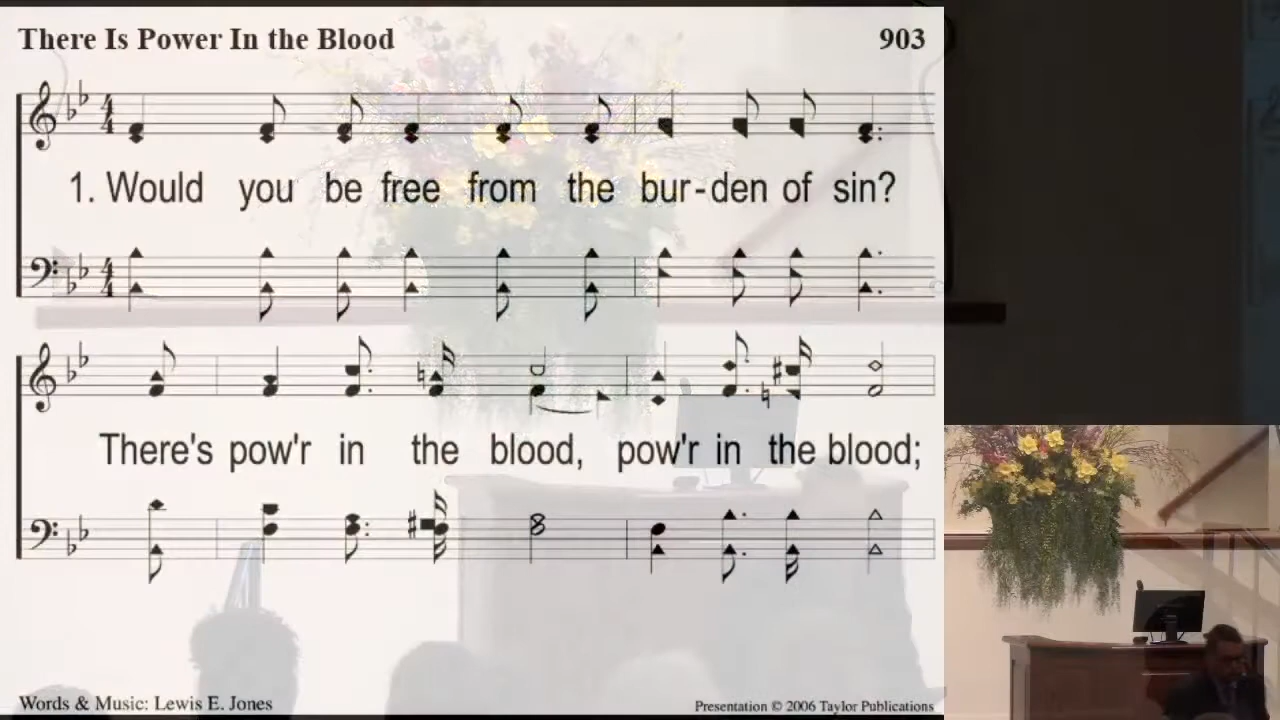 There Is Power In the Blood 903
1. Would you be free from the bur-den of sin?
There's pow'r in the blood, pow'r in the blood;
Words & Music: Lewis E. Jones Presentation © 2006 Taylor Publications